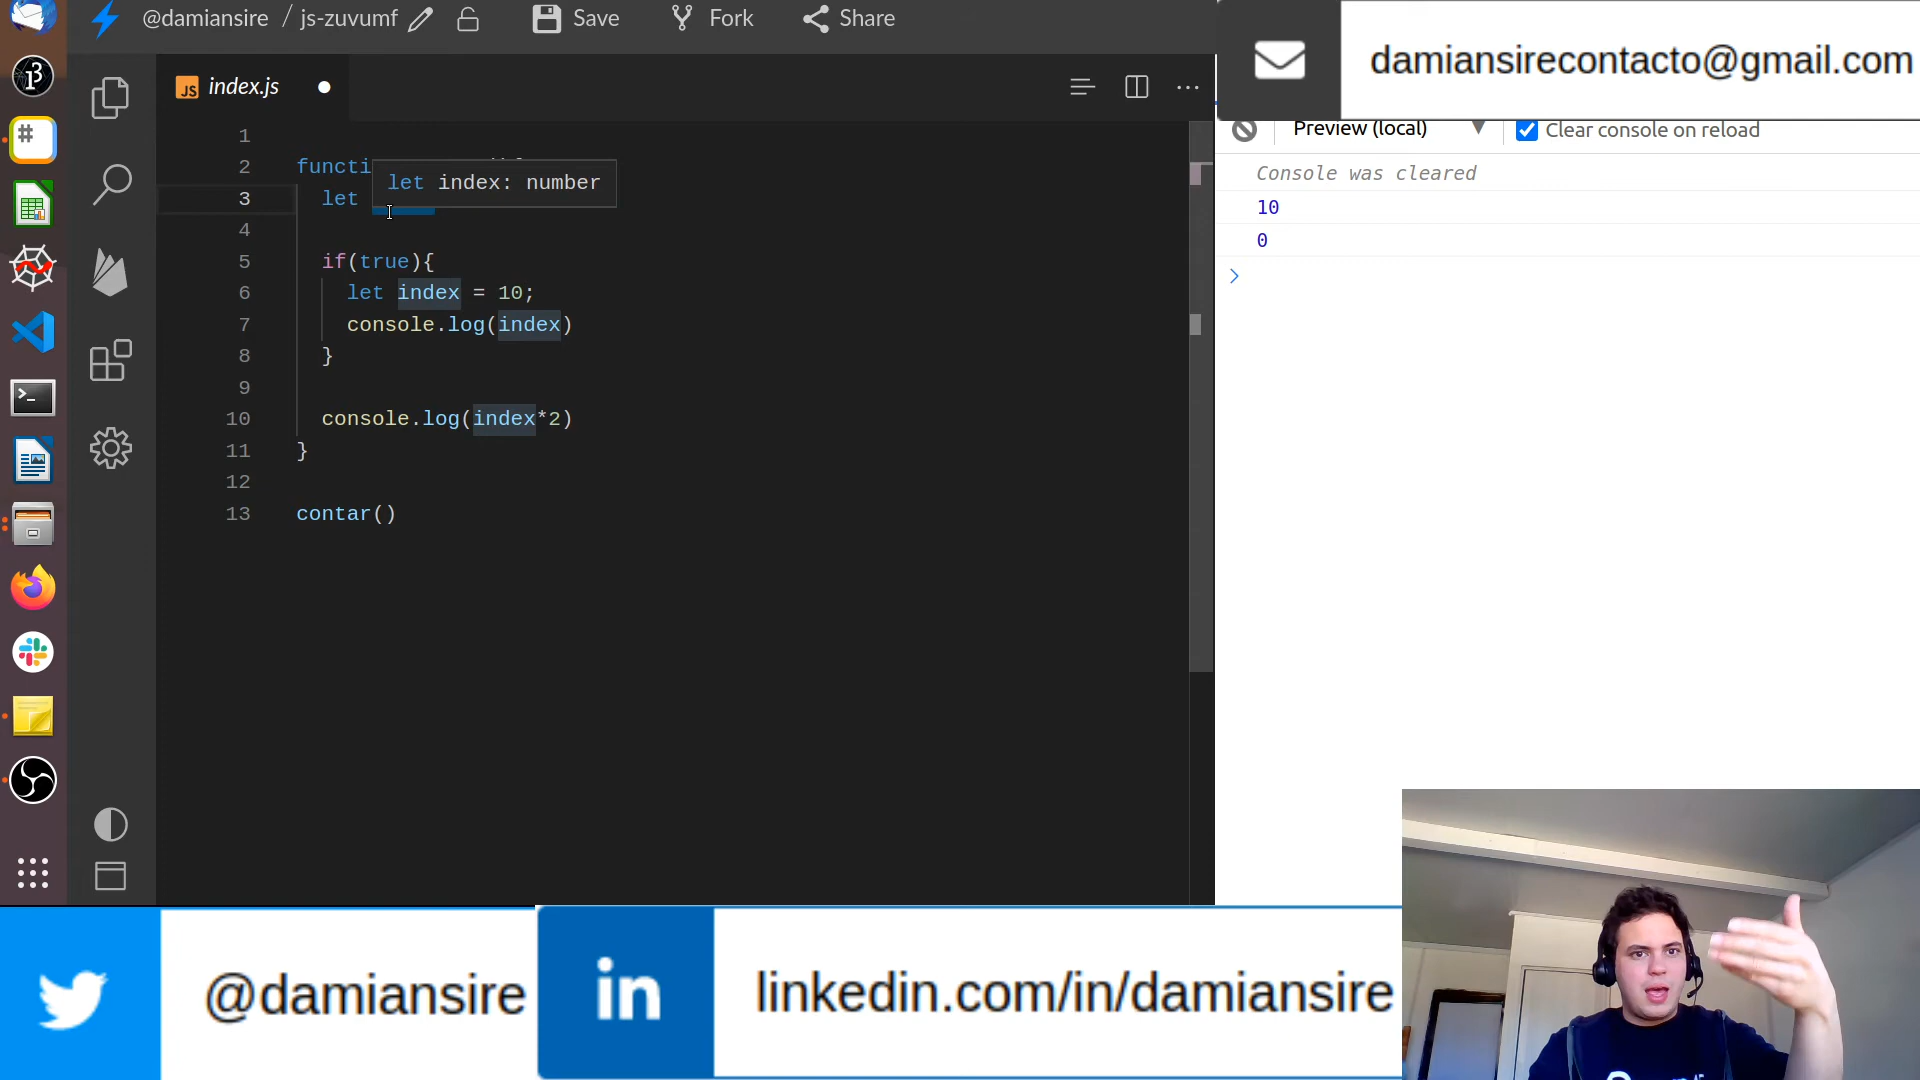 @damiansire / js-zuvumf Save Fork Share
damiansirecontacto@gmail.com
JS index.js
Preview (local) Clear console on reload
Console was cleared
10
0
1
2 functi
let index: number
3 let
4
5 if(true){
6 let index = 10;
7 console.log(index)
8 }
9
10 console.log(index*2)
11 }
12
13 contar()
@damiansire
in linkedin.com/in/damiansire